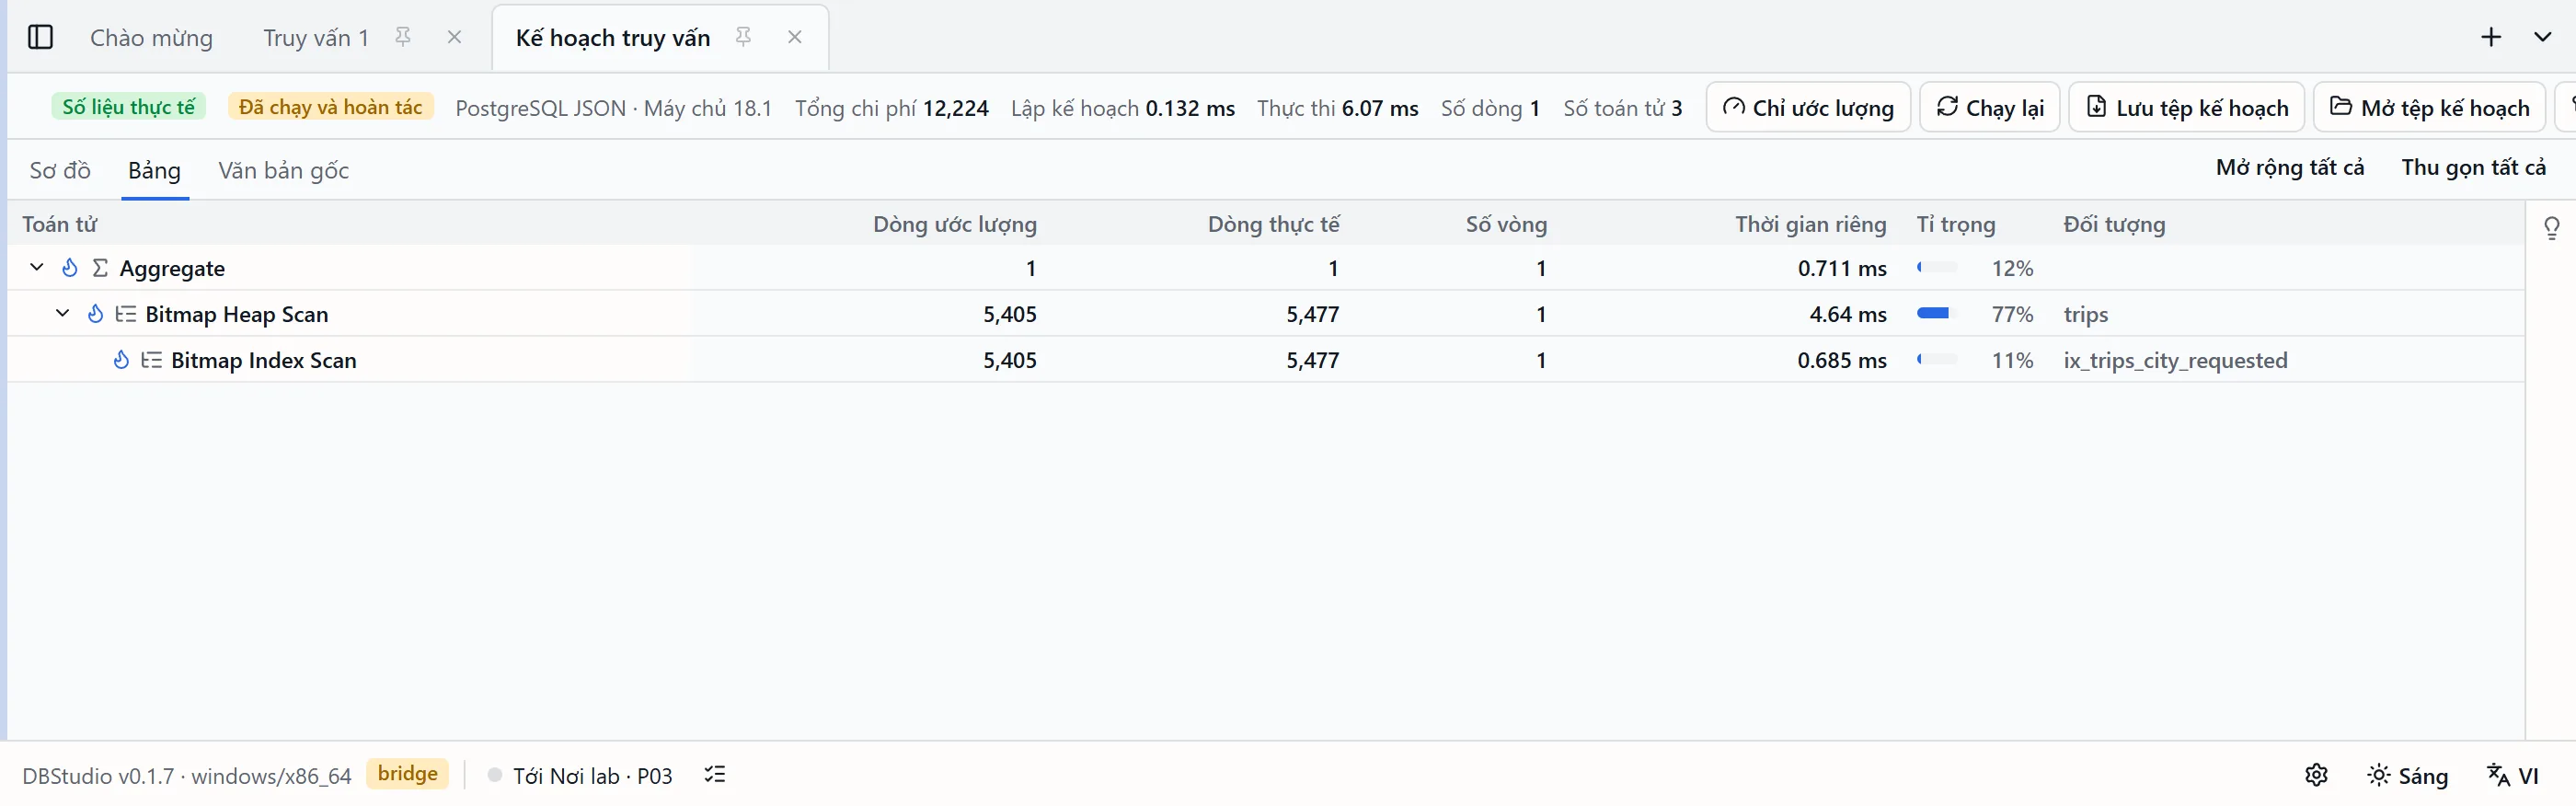 Chào mừng Truy vấn 1 Kế hoạch truy vấn
Số liệu thực tế Đã chạy và hoàn tác PostgreSQL JSON · Máy chủ 18.1 Tổng chi phí 12,224 Lập kế hoạch 0.132 ms Thực thi 6.07 ms Số dòng 1 Số toán tử 3 Chỉ ước lượng Chạy lại Lưu tệp kế hoạch Mở tệp kế hoạch
Sơ đồ Bảng Văn bản gốc Mở rộng tất cả Thu gọn tất cả
Toán tử Dòng ước lượng Dòng thực tế Số vòng Thời gian riêng Tỉ trọng Đối tượng
Aggregate 1 1 1 0.711 ms 12%
Bitmap Heap Scan 5,405 5,477 1 4.64 ms 77% trips
Bitmap Index Scan 5,405 5,477 1 0.685 ms 11% ix_trips_city_requested
DBStudio v0.1.7 · windows/x86_64 bridge Tới Nơi lab · P03 Sáng VI